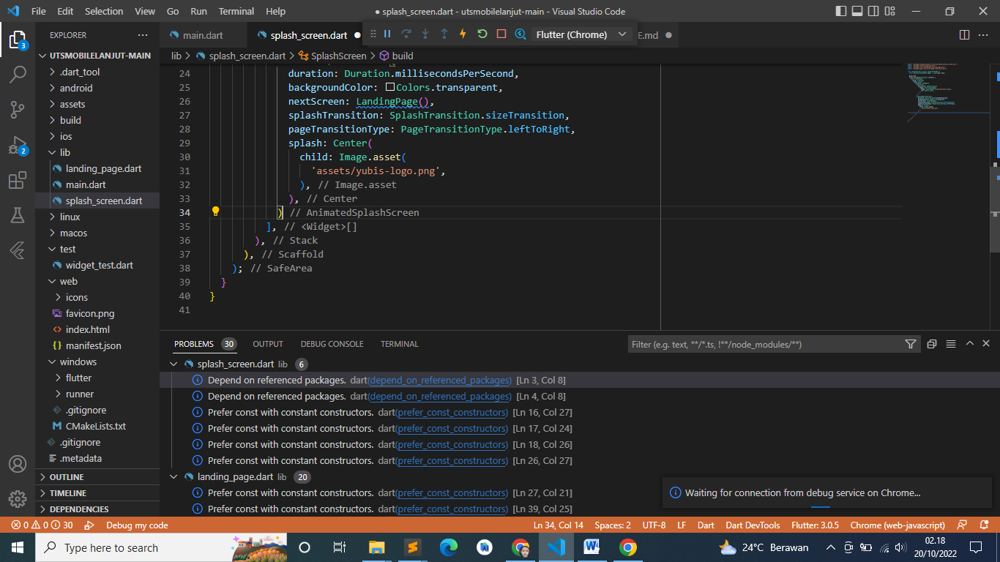 File Edit Selection View Go Run Terminal Help
● splash_screen.dart - utsmobilelanjut-main - Visual Studio Code
EXPLORER
3
2
UTSMOBILELANJUT-MAIN
.dart_tool
android
assets
build
ios
lib
landing_page.dart
main.dart
splash_screen.dart
linux
macos
test
widget_test.dart
web
icons
favicon.png
index.html
manifest.json
windows
flutter
runner
.gitignore
CMakeLists.txt
.gitignore
.metadata
OUTLINE
TIMELINE
DEPENDENCIES
main.dart splash_screen.dart ● Flutter (Chrome) E.md ●
lib > splash_screen.dart > SplashScreen > build
24 duration: Duration.millisecondsPerSecond,
25 backgroundColor: Colors.transparent,
26 nextScreen: LandingPage(),
27 splashTransition: SplashTransition.sizeTransition,
28 pageTransitionType: PageTransitionType.leftToRight,
29 splash: Center(
30 child: Image.asset(
31 'assets/yubis-logo.png',
32 ), // Image.asset
33 ), // Center
34 ) // AnimatedSplashScreen
35 ], // <Widget>[]
36 ), // Stack
37 ), // Scaffold
38 ); // SafeArea
39 }
40 }
41
PROBLEMS 30 OUTPUT DEBUG CONSOLE TERMINAL Filter (e.g. text, **/*.ts, !**/node_modules/**)
splash_screen.dart lib 6
Depend on referenced packages. dart(depend_on_referenced_packages) [Ln 3, Col 8]
Depend on referenced packages. dart(depend_on_referenced_packages) [Ln 4, Col 8]
Prefer const with constant constructors. dart(prefer_const_constructors) [Ln 16, Col 27]
Prefer const with constant constructors. dart(prefer_const_constructors) [Ln 17, Col 24]
Prefer const with constant constructors. dart(prefer_const_constructors) [Ln 18, Col 26]
Prefer const with constant constructors. dart(prefer_const_constructors) [Ln 26, Col 27]
landing_page.dart lib 20
Prefer const with constant constructors. dart(prefer_const_constructors) [Ln 27, Col 21]
Prefer const with constant constructors. dart(prefer_const_constructors) [Ln 39, Col 25]
Waiting for connection from debug service on Chrome...
0 0 30 Debug my code Ln 34, Col 14 Spaces: 2 UTF-8 LF Dart Dart DevTools Flutter: 3.0.5 Chrome (web-javascript)
Type here to search
24°C Berawan
02.18
20/10/2022